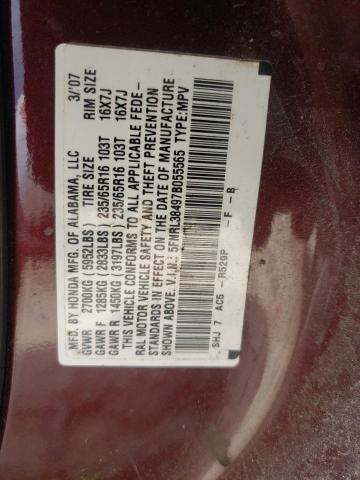 MFD. BY HONDA MFG. OF ALABAMA, LLC 3/'07
GVWR 2700KG (5952LBS) TIRE SIZE RIM SIZE
GAWR F 1285KG (2833LBS) 235/65R16 103T 16X7J
GAWR R 1450KG (3197LBS) 235/65R16 103T 16X7J
THIS VEHICLE CONFORMS TO ALL APPLICABLE FEDE-
RAL MOTOR VEHICLE SAFETY AND THEFT PREVENTION
STANDARDS IN EFFECT ON THE DATE OF MANUFACTURE
SHOWN ABOVE. V.I.N.: 5FNRL38497B055565 TYPE:MPV
SHJ 7 AC5 -R529P -F -B